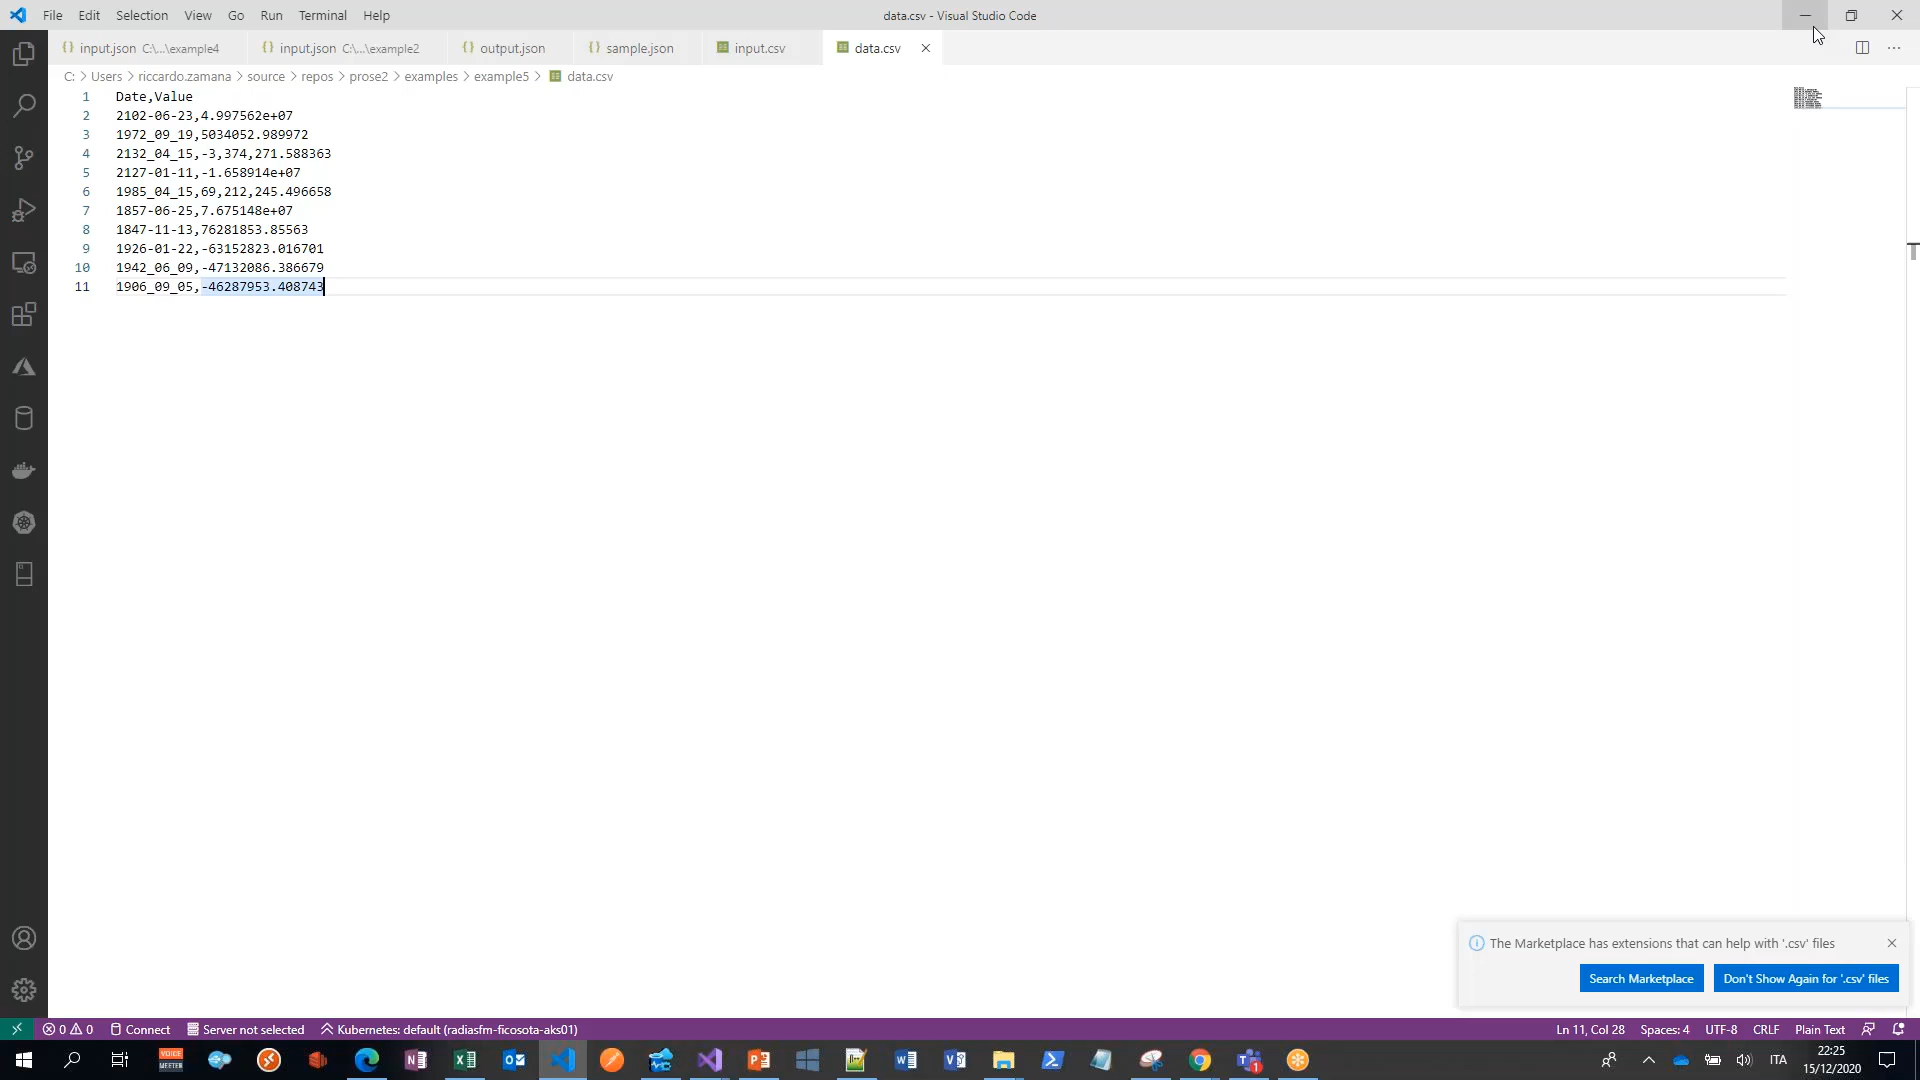 File Edit Selection View Go Run Terminal Help
data.csv - Visual Studio Code
input.json C:\...\example4
input.json C:\...\example2
output.json
sample.json
input.csv
data.csv
C: > Users > riccardo.zamana > source > repos > prose2 > examples > example5 > data.csv
1 Date,Value
2 2102-06-23,4.997562e+07
3 1972_09_19,5034052.989972
4 2132_04_15,-3,374,271.588363
5 2127-01-11,-1.658914e+07
6 1985_04_15,69,212,245.496658
7 1857-06-25,7.675148e+07
8 1847-11-13,76281853.85563
9 1926-01-22,-63152823.016701
10 1942_06_09,-47132086.386679
11 1906_09_05,-46287953.408743
The Marketplace has extensions that can help with '.csv' files
Search Marketplace
Don't Show Again for '.csv' files
0 0 Connect Server not selected Kubernetes: default (radiasfm-ficosota-aks01)
Ln 11, Col 28 Spaces: 4 UTF-8 CRLF Plain Text
VOICE
MEETER
ITA
22:25
15/12/2020